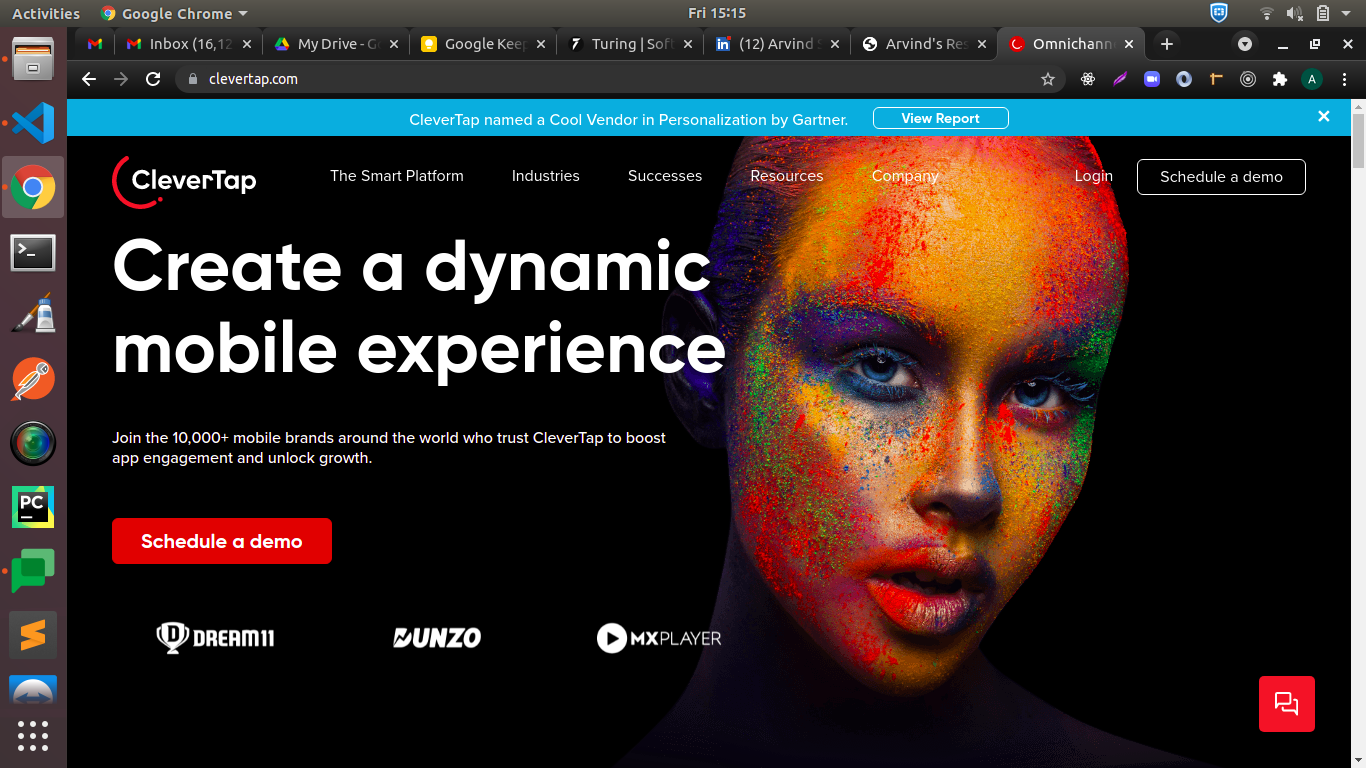 Activities
Google Chrome
Fri 15:15
Inbox (16,12
My Drive - G
Google Keep
Turing | Soft
(12) Arvind S
Arvind's Res
Omnichann
clevertap.com
A
CleverTap named a Cool Vendor in Personalization by Gartner.
View Report
CleverTap
The Smart Platform
Industries
Successes
Resources
Company
Login
Schedule a demo
Create a dynamic
mobile experience
Join the 10,000+ mobile brands around the world who trust CleverTap to boost
app engagement and unlock growth.
Schedule a demo
DREAM11
DUNZO
MXPLAYER
PC